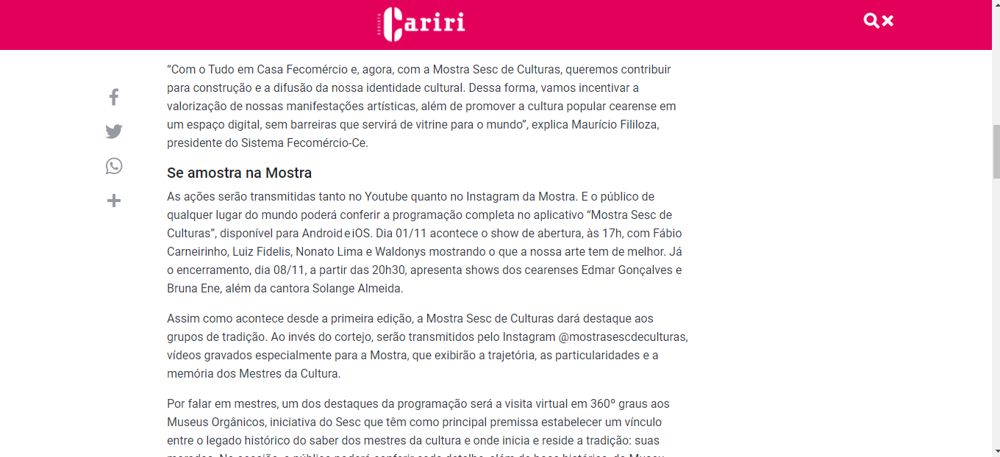 REVISTA
Cariri
“Com o Tudo em Casa Fecomércio e, agora, com a Mostra Sesc de Culturas, queremos contribuir
para construção e a difusão da nossa identidade cultural. Dessa forma, vamos incentivar a
valorização de nossas manifestações artísticas, além de promover a cultura popular cearense em
um espaço digital, sem barreiras que servirá de vitrine para o mundo”, explica Maurício Fililoza,
presidente do Sistema Fecomércio-Ce.
Se amostra na Mostra
As ações serão transmitidas tanto no Youtube quanto no Instagram da Mostra. E o público de
qualquer lugar do mundo poderá conferir a programação completa no aplicativo “Mostra Sesc de
Culturas”, disponível para Android e iOS. Dia 01/11 acontece o show de abertura, às 17h, com Fábio
Carneirinho, Luiz Fidelis, Nonato Lima e Waldonys mostrando o que a nossa arte tem de melhor. Já
o encerramento, dia 08/11, a partir das 20h30, apresenta shows dos cearenses Edmar Gonçalves e
Bruna Ene, além da cantora Solange Almeida.
Assim como acontece desde a primeira edição, a Mostra Sesc de Culturas dará destaque aos
grupos de tradição. Ao invés do cortejo, serão transmitidos pelo Instagram @mostrasescdeculturas,
vídeos gravados especialmente para a Mostra, que exibirão a trajetória, as particularidades e a
memória dos Mestres da Cultura.
Por falar em mestres, um dos destaques da programação será a visita virtual em 360º graus aos
Museus Orgânicos, iniciativa do Sesc que têm como principal premissa estabelecer um vínculo
entre o legado histórico do saber dos mestres da cultura e onde inicia e reside a tradição: suas